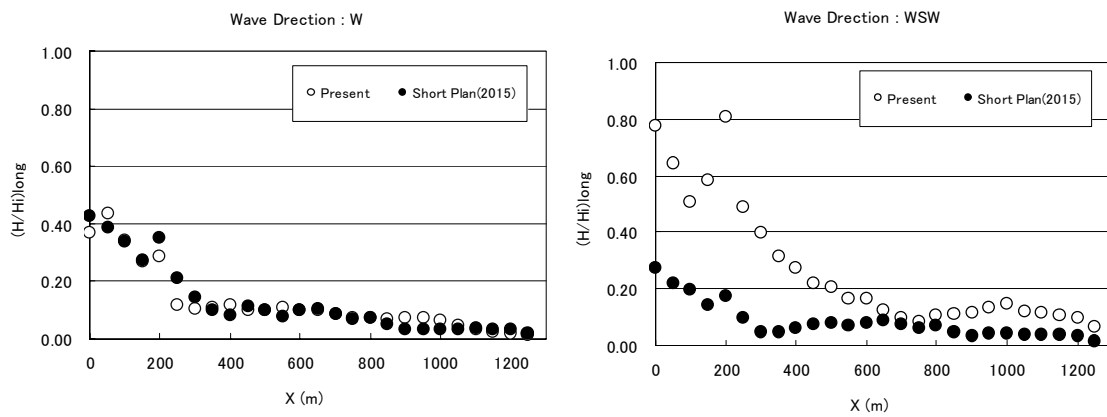 Wave Drection : W
(H/Hi)long
1.00
0.80
0.60
0.40
0.20
0.00
Present
Short Plan(2015)
0 200 400 600 800 1000 1200
X (m)
Wave Direction : WSW
(H/Hi)long
1.00
0.80
0.60
0.40
0.20
0.00
Present
Short Plan(2015)
0 200 400 600 800 1000 1200
X (m)